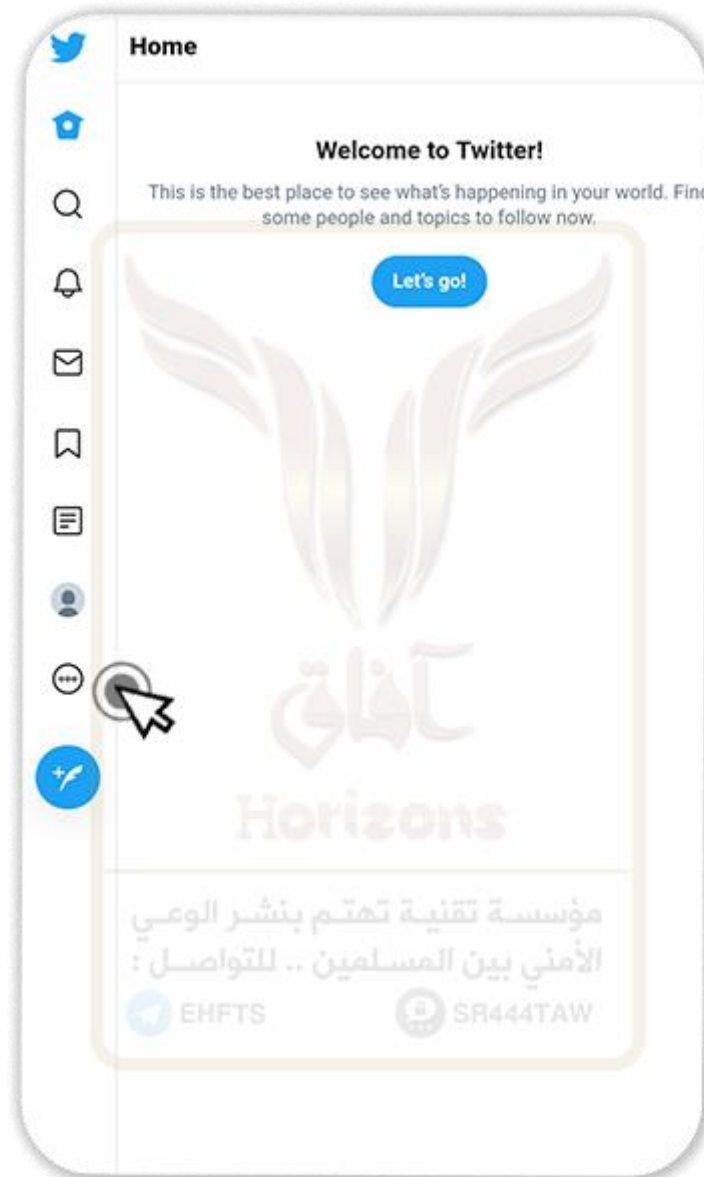 Home
Welcome to Twitter!
This is the best place to see what's happening in your world. Find
some people and topics to follow now.
Let's go!
آفاق
Horizons
مؤسسة تقنية تهتم بنشر الوعي
الأمني بين المسلمين .. للتواصل :
EHFTS
SR444TAW